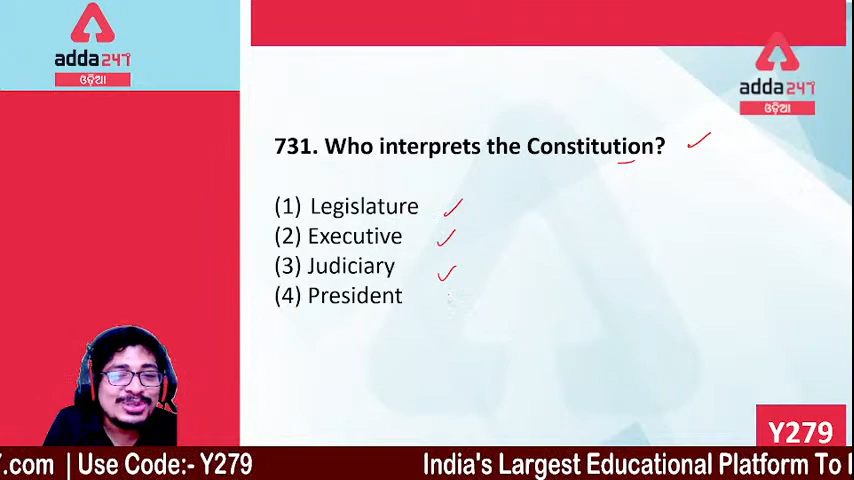 adda247
ଓଡ଼ିଆ
adda247
ଓଡ଼ିଆ
731. Who interprets the Constitution?
(1) Legislature
(2) Executive
(3) Judiciary
(4) President
Y279
7.com | Use Code:- Y279 India's Largest Educational Platform To